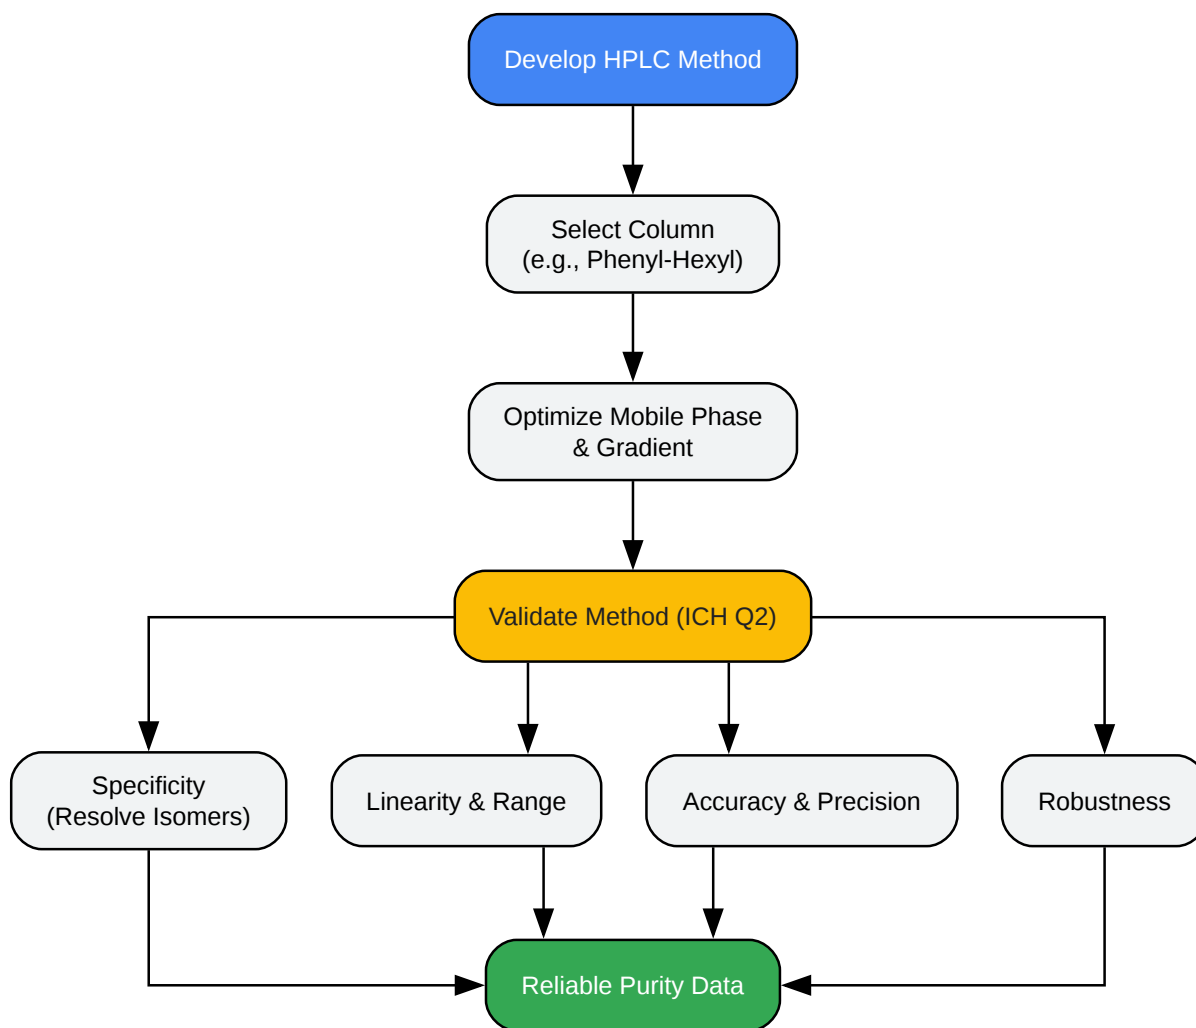 Develop HPLC Method
Select Column
(e.g., Phenyl-Hexyl)
Optimize Mobile Phase
& Gradient
Validate Method (ICH Q2)
Specificity
(Resolve Isomers)
Linearity & Range
Accuracy & Precision
Robustness
Reliable Purity Data